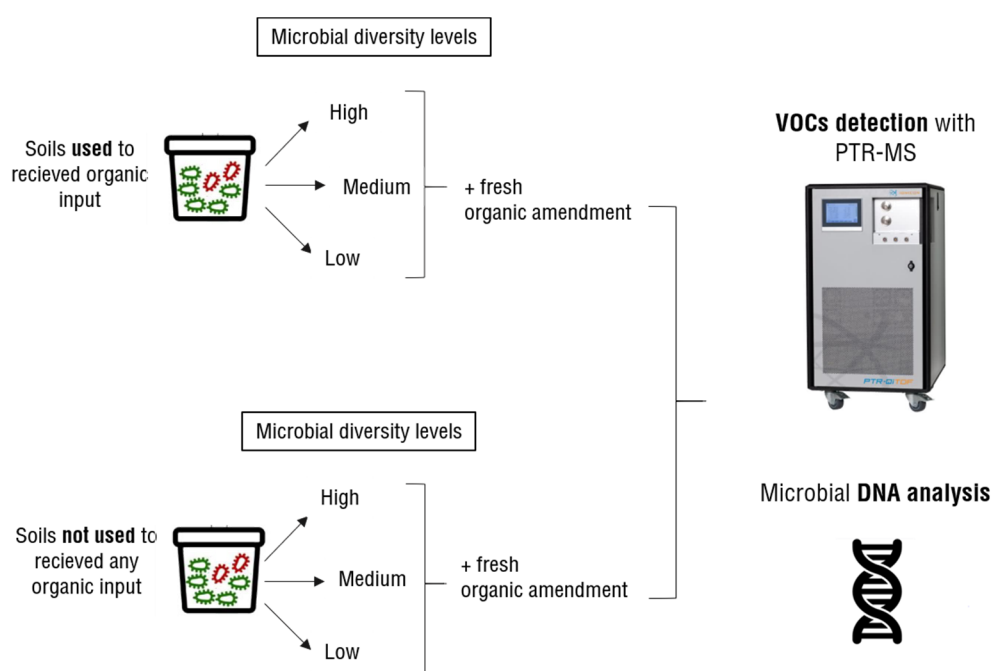 Microbial diversity levels
High
Soils used to
recieved organic
input
Medium
Low
+ fresh
organic amendment
VOCs detection with
PTR-MS
PTR-QiTOF
Microbial diversity levels
High
Soils not used to
recieved any
organic input
Medium
Low
+ fresh
organic amendment
Microbial DNA analysis